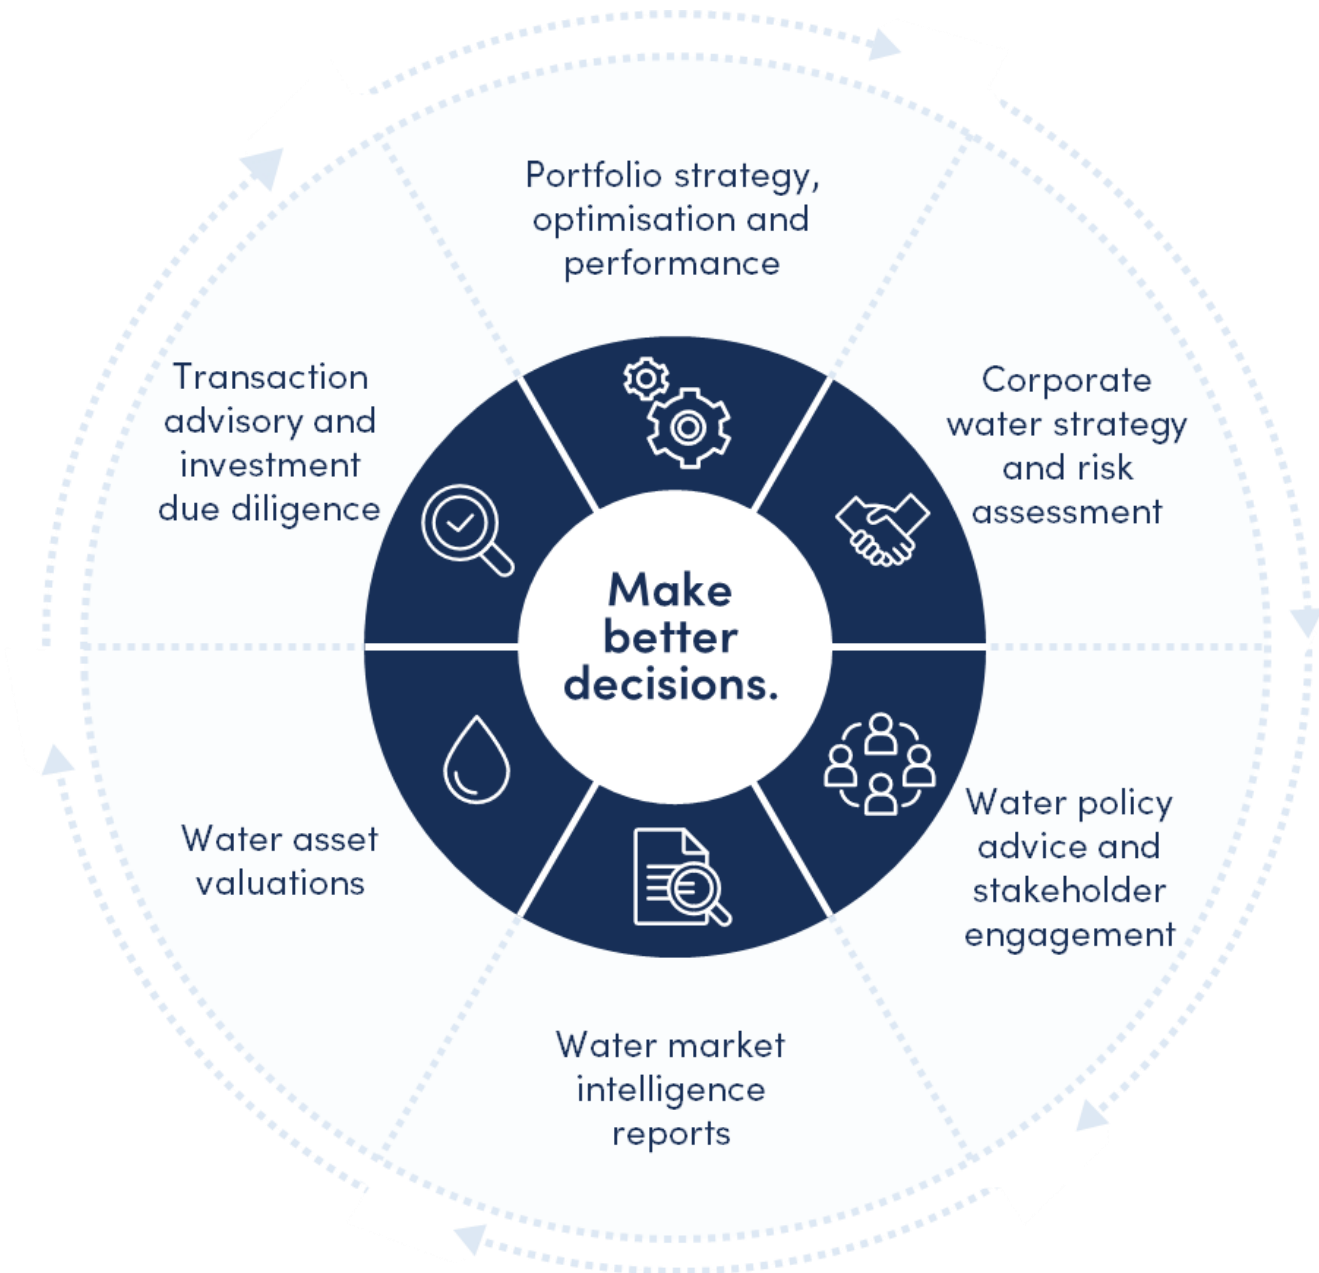 Portfolio strategy,
optimisation and
performance
Corporate
water strategy
and risk
assessment
Water policy
advice and
stakeholder
engagement
Water market
intelligence
reports
Water asset
valuations
Transaction
advisory and
investment
due diligence
Make
better
decisions.